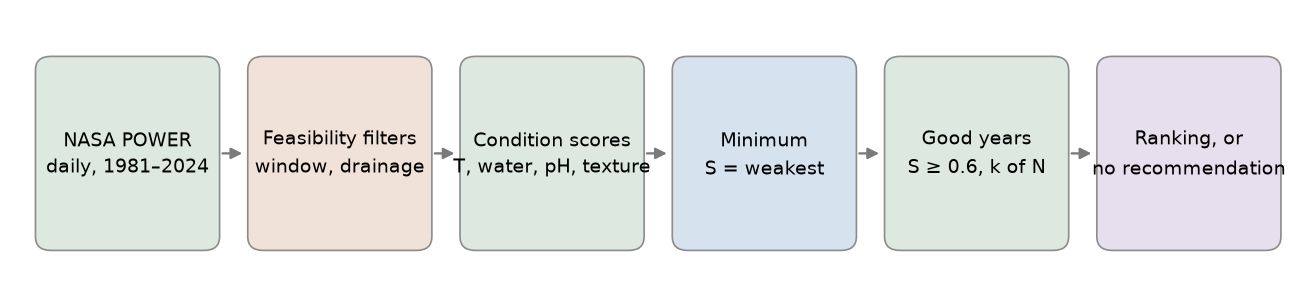 NASA POWER
daily, 1981–2024
Feasibility filters
window, drainage
Condition scores
T, water, pH, texture
Minimum
S = weakest
Good years
S ≥ 0.6, k of N
Ranking, or
no recommendation